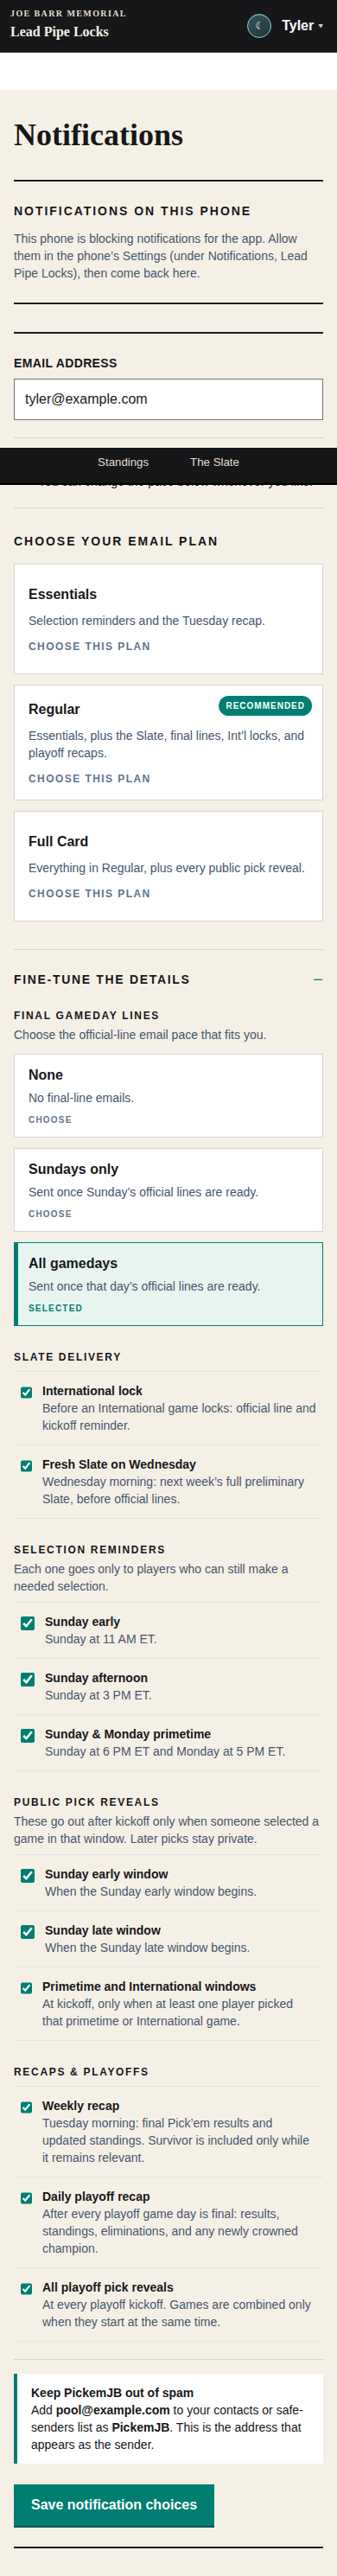 JOE BARR MEMORIAL
Lead Pipe Locks
Tyler
Notifications
NOTIFICATIONS ON THIS PHONE
This phone is blocking notifications for the app. Allow
them in the phone’s Settings (under Notifications, Lead
Pipe Locks), then come back here.
EMAIL ADDRESS
tyler@example.com
Standings The Slate
CHOOSE YOUR EMAIL PLAN
Essentials
Selection reminders and the Tuesday recap.
CHOOSE THIS PLAN
Regular RECOMMENDED
Essentials, plus the Slate, final lines, Int’l locks, and
playoff recaps.
CHOOSE THIS PLAN
Full Card
Everything in Regular, plus every public pick reveal.
CHOOSE THIS PLAN
FINE-TUNE THE DETAILS –
FINAL GAMEDAY LINES
Choose the official-line email pace that fits you.
None
No final-line emails.
CHOOSE
Sundays only
Sent once Sunday’s official lines are ready.
CHOOSE
All gamedays
Sent once that day’s official lines are ready.
SELECTED
SLATE DELIVERY
International lock
Before an International game locks: official line and
kickoff reminder.
Fresh Slate on Wednesday
Wednesday morning: next week’s full preliminary
Slate, before official lines.
SELECTION REMINDERS
Each one goes only to players who can still make a
needed selection.
Sunday early
Sunday at 11 AM ET.
Sunday afternoon
Sunday at 3 PM ET.
Sunday & Monday primetime
Sunday at 6 PM ET and Monday at 5 PM ET.
PUBLIC PICK REVEALS
These go out after kickoff only when someone selected a
game in that window. Later picks stay private.
Sunday early window
When the Sunday early window begins.
Sunday late window
When the Sunday late window begins.
Primetime and International windows
At kickoff, only when at least one player picked
that primetime or International game.
RECAPS & PLAYOFFS
Weekly recap
Tuesday morning: final Pick’em results and
updated standings. Survivor is included only while
it remains relevant.
Daily playoff recap
After every playoff game day is final: results,
standings, eliminations, and any newly crowned
champion.
All playoff pick reveals
At every playoff kickoff. Games are combined only
when they start at the same time.
Keep PickemJB out of spam
Add pool@example.com to your contacts or safe-
senders list as PickemJB. This is the address that
appears as the sender.
Save notification choices